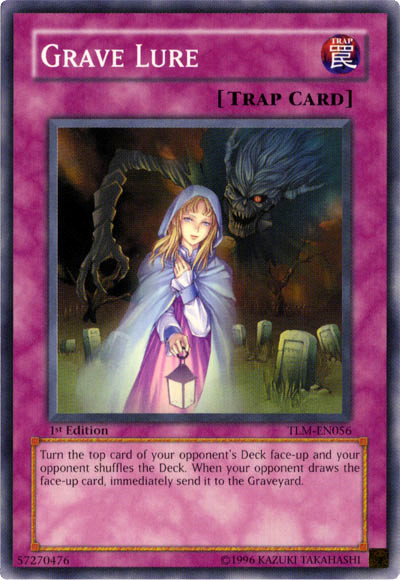 GRAVE LURE
TRAP
罠
[TRAP CARD]
1st Edition
TLM-EN056
Turn the top card of your opponent's Deck face-up and your
opponent shuffles the Deck. When your opponent draws the
face-up card, immediately send it to the Graveyard.
57270476
©1996 KAZUKI TAKAHASHI